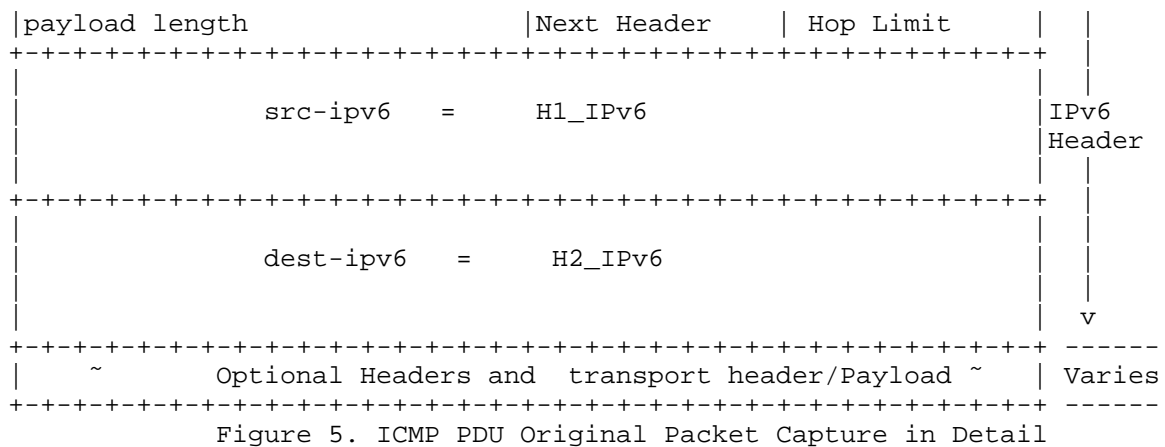 |payload length                 |Next Header    | Hop Limit     |  |
+-+-+-+-+-+-+-+-+-+-+-+-+-+-+-+-+-+-+-+-+-+-+-+-+-+-+-+-+-+-+-+-+  |
|                                                               |  |
|               src-ipv6   =     H1_IPv6                        |IPv6
|                                                               |Header
|                                                               |  |
+-+-+-+-+-+-+-+-+-+-+-+-+-+-+-+-+-+-+-+-+-+-+-+-+-+-+-+-+-+-+-+-+  |
|                                                               |  |
|               dest-ipv6   =     H2_IPv6                       |  |
|                                                               |  |
|                                                               |  v
+-+-+-+-+-+-+-+-+-+-+-+-+-+-+-+-+-+-+-+-+-+-+-+-+-+-+-+-+-+-+-+-+ ------
|    ~       Optional Headers and  transport header/Payload ~   | Varies
+-+-+-+-+-+-+-+-+-+-+-+-+-+-+-+-+-+-+-+-+-+-+-+-+-+-+-+-+-+-+-+-+ ------
Figure 5. ICMP PDU Original Packet Capture in Detail